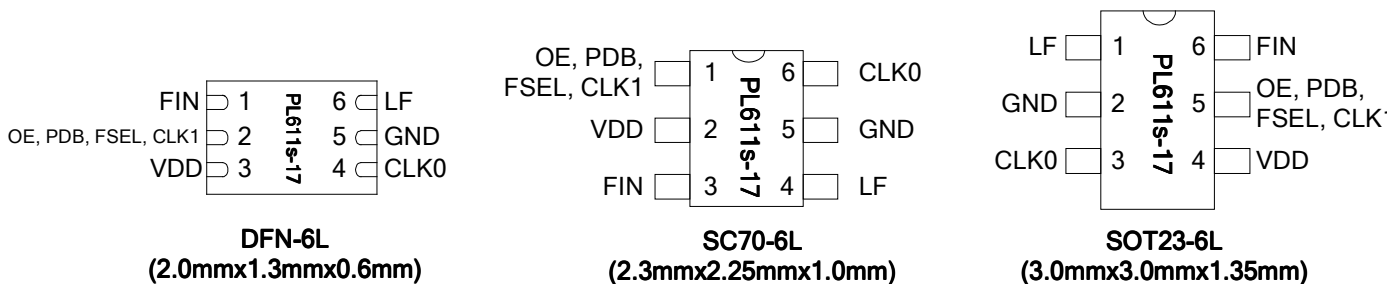 FIN 1 PL611s-17 6 LF
OE, PDB, FSEL, CLK1 2 5 GND
VDD 3 4 CLK0
DFN-6L
(2.0mmx1.3mmx0.6mm)
OE, PDB,
FSEL, CLK1 1 PL611s-17 6 CLK0
VDD 2 5 GND
FIN 3 4 LF
SC70-6L
(2.3mmx2.25mmx1.0mm)
LF 1 PL611s-17 6 FIN
GND 2 5 OE, PDB,
FSEL, CLK1
CLK0 3 4 VDD
SOT23-6L
(3.0mmx3.0mmx1.35mm)